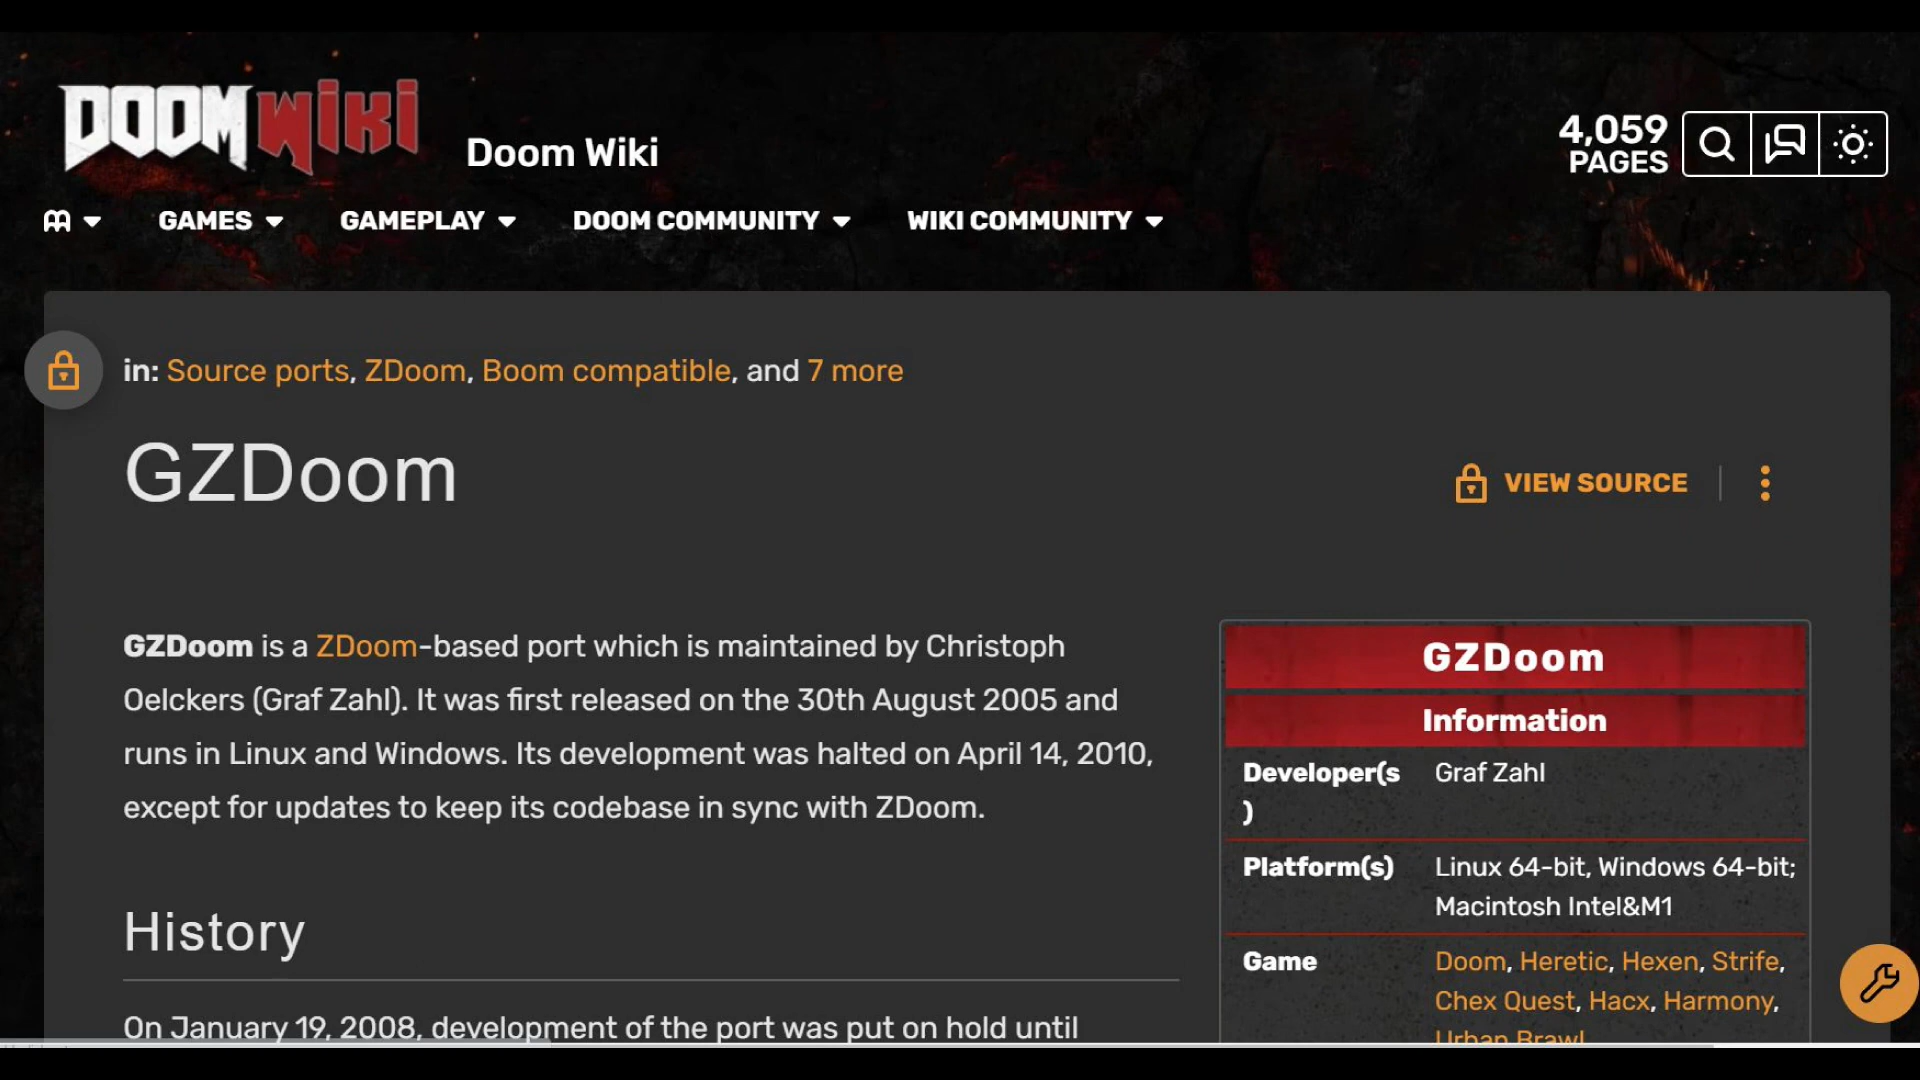 DOOM WiKi
Doom Wiki
4,059
PAGES
GAMES
GAMEPLAY
DOOM COMMUNITY
WIKI COMMUNITY
in: Source ports, ZDoom, Boom compatible, and 7 more
GZDoom
VIEW SOURCE
GZDoom is a ZDoom-based port which is maintained by Christoph
Oelckers (Graf Zahl). It was first released on the 30th August 2005 and
runs in Linux and Windows. Its development was halted on April 14, 2010,
except for updates to keep its codebase in sync with ZDoom.
History
On January 19, 2008, development of the port was put on hold until
GZDoom
Information
Developer(s
)
Graf Zahl
Platform(s)
Linux 64-bit, Windows 64-bit;
Macintosh Intel&M1
Game
Doom, Heretic, Hexen, Strife,
Chex Quest, Hacx, Harmony,
Urban Brawl